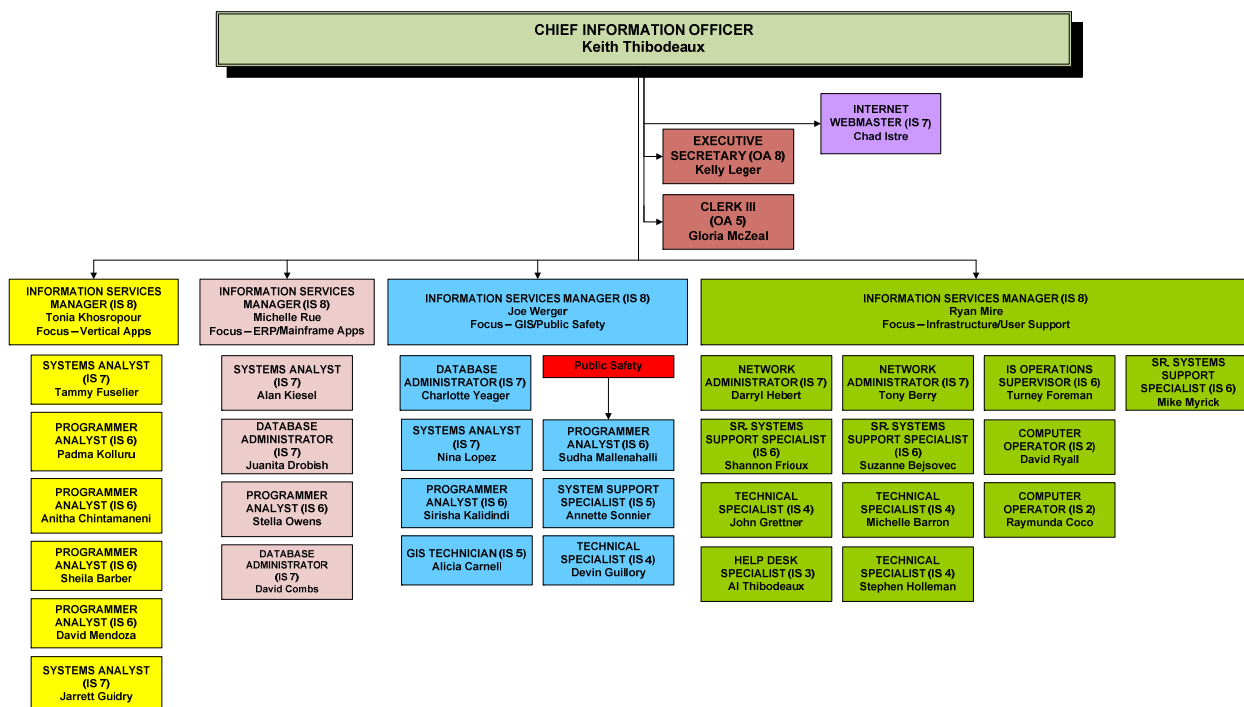 CHIEF INFORMATION OFFICER
Keith Thibodeaux
INTERNET
WEBMASTER (IS 7)
Chad Istre
EXECUTIVE
SECRETARY (OA 8)
Kelly Leger
CLERK III
(OA 5)
Gloria McZeal
INFORMATION SERVICES
MANAGER (IS 8)
Tonia Khosropour
Focus–Vertical Apps
SYSTEMS ANALYST
(IS 7)
Tammy Fuselier
PROGRAMMER
ANALYST (IS 6)
Padma Kolluru
PROGRAMMER
ANALYST (IS 6)
Anitha Chintamaneni
PROGRAMMER
ANALYST (IS 6)
Sheila Barber
PROGRAMMER
ANALYST (IS 6)
David Mendoza
SYSTEMS ANALYST
(IS 7)
Jarrett Guidry
INFORMATION SERVICES
MANAGER (IS 8)
Michelle Rue
Focus–ERP/Mainframe Apps
SYSTEMS ANALYST
(IS 7)
Alan Kiesel
DATABASE
ADMINISTRATOR
(IS 7)
Juanita Drobish
PROGRAMMER
ANALYST (IS 6)
Stella Owens
DATABASE
ADMINISTRATOR
(IS 7)
David Combs
INFORMATION SERVICES MANAGER (IS 8)
Joe Werger
Focus– GIS/Public Safety
DATABASE
ADMINISTRATOR (IS 7)
Charlotte Yeager
SYSTEMS ANALYST
(IS 7)
Nina Lopez
PROGRAMMER
ANALYST (IS 6)
Sirisha Kalidindi
GIS TECHNICIAN (IS 5)
Alicia Carnell
Public Safety
PROGRAMMER
ANALYST (IS 6)
Sudha Mallenahalli
SYSTEM SUPPORT
SPECIALIST (IS 5)
Annette Sonnier
TECHNICAL
SPECIALIST (IS 4)
Devin Guillory
INFORMATION SERVICES MANAGER (IS 8)
Ryan Mire
Focus–Infrastructure/User Support
NETWORK
ADMINISTRATOR (IS 7)
Darryl Hebert
SR. SYSTEMS
SUPPORT SPECIALIST
(IS 6)
Shannon Frioux
TECHNICAL
SPECIALIST (IS 4)
John Grettner
HELP DESK
SPECIALIST (IS 3)
Al Thibodeaux
NETWORK
ADMINISTRATOR (IS 7)
Tony Berry
SR. SYSTEMS
SUPPORT SPECIALIST
(IS 6)
Suzanne Bejsovec
TECHNICAL
SPECIALIST (IS 4)
Michelle Barron
TECHNICAL
SPECIALIST (IS 4)
Stephen Holleman
IS OPERATIONS
SUPERVISOR (IS 6)
Turney Foreman
COMPUTER
OPERATOR (IS 2)
David Ryall
COMPUTER
OPERATOR (IS 2)
Raymunda Coco
SR. SYSTEMS
SUPPORT
SPECIALIST (IS 6)
Mike Myrick